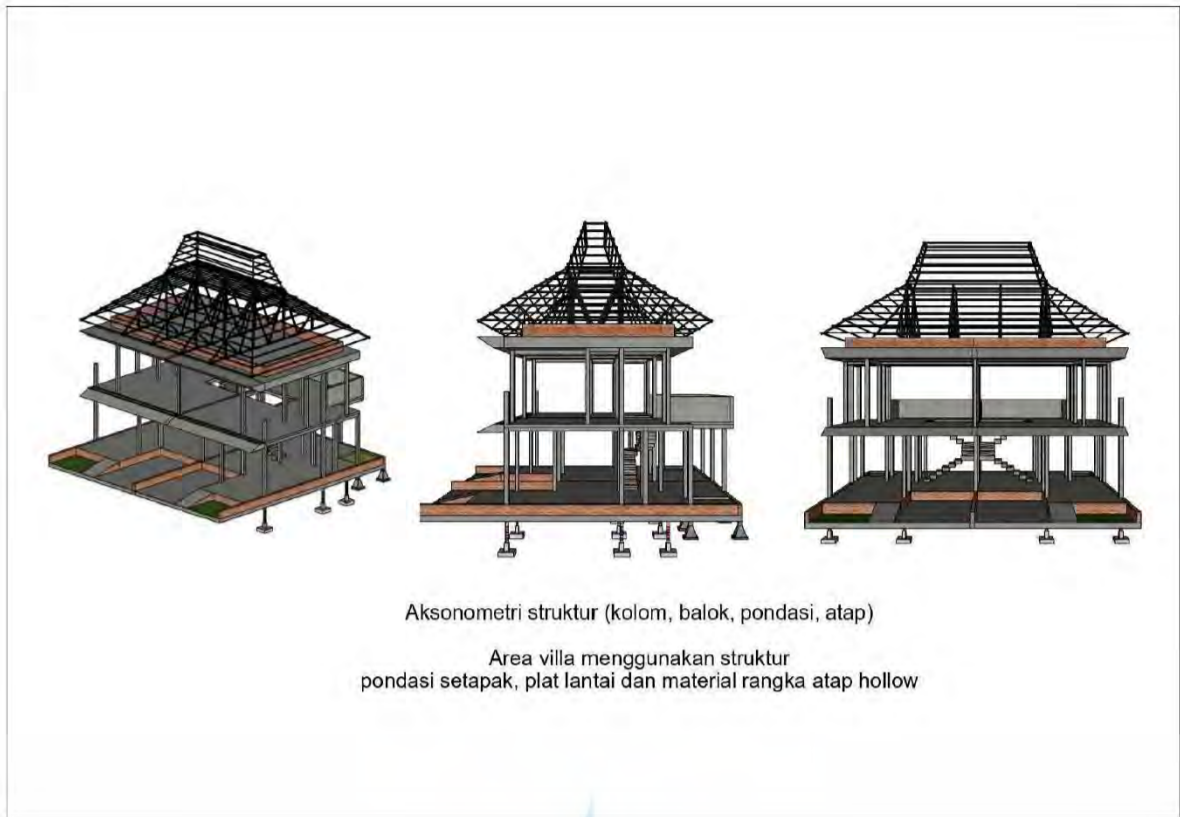 Aksonometri struktur (kolom, balok, pondasi, atap)
Area villa menggunakan struktur
pondasi setapak, plat lantai dan material rangka atap hollow